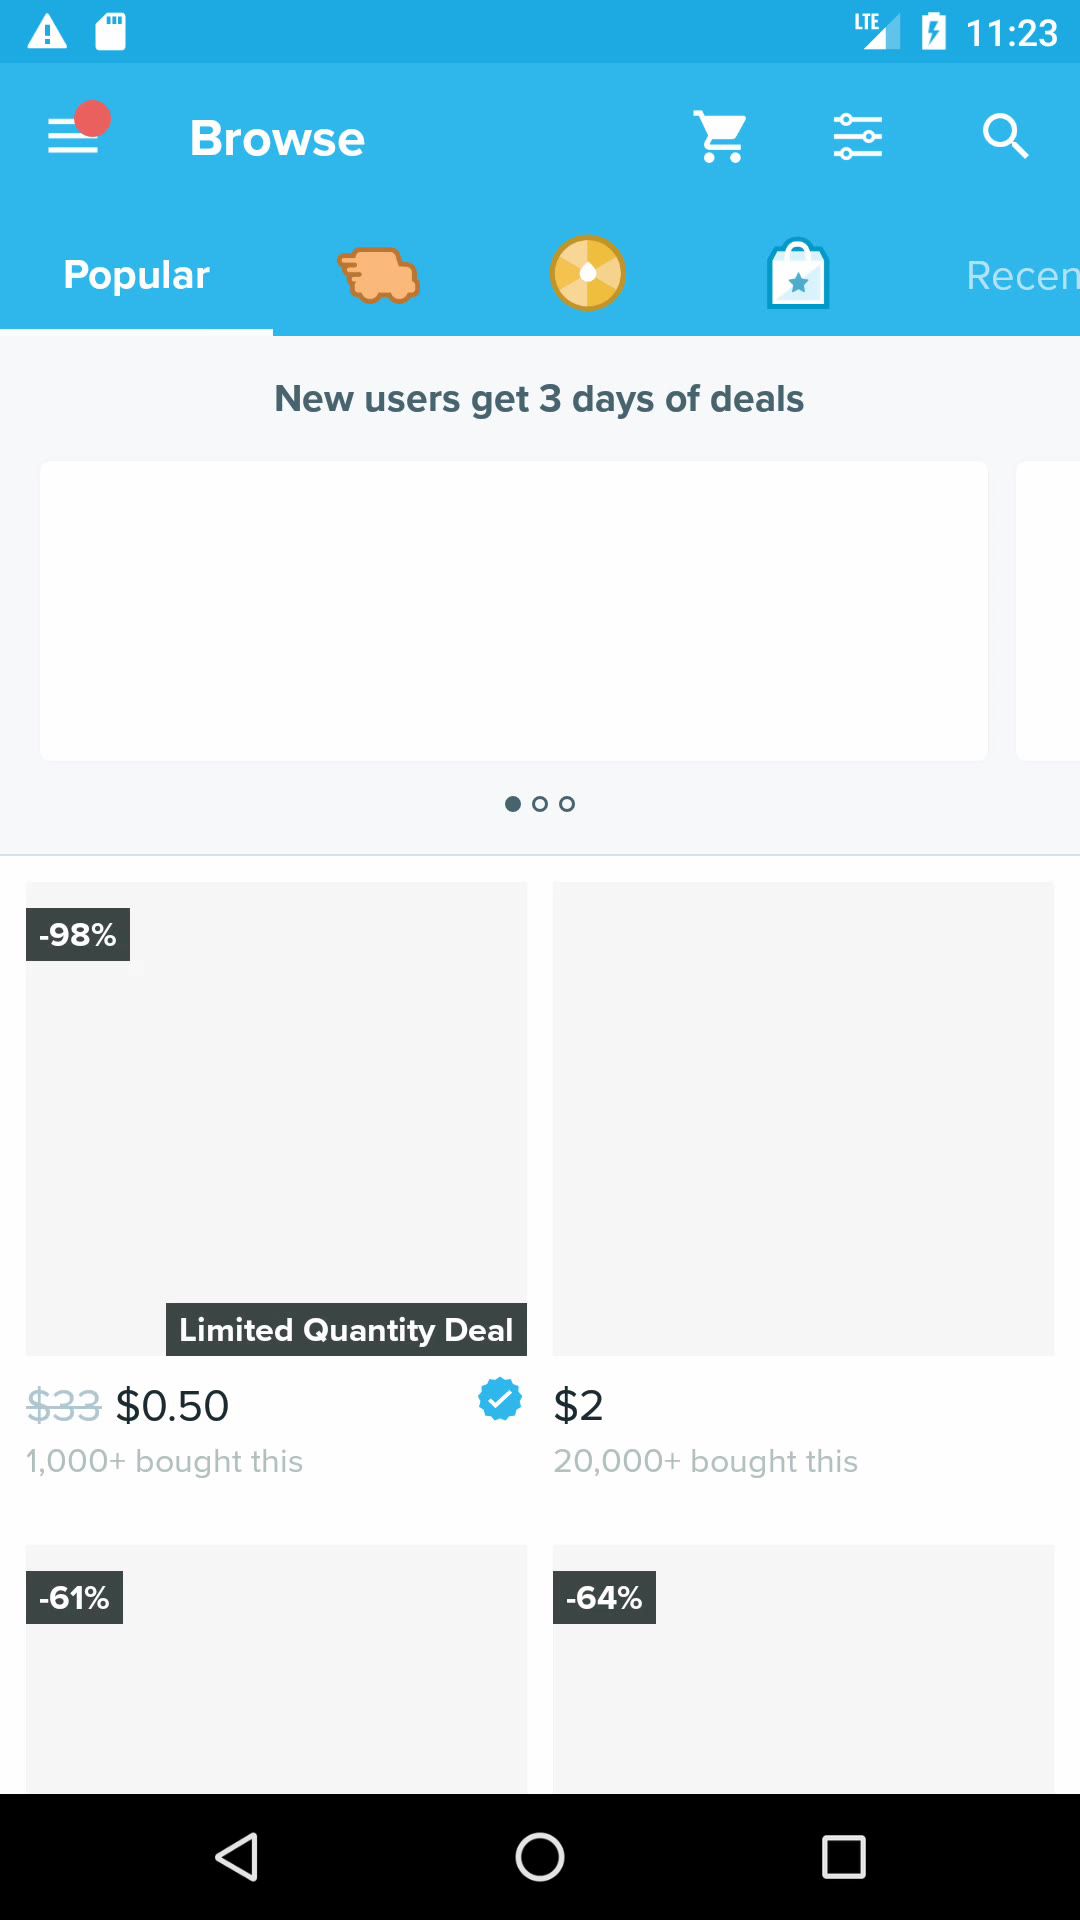 LTE 11:23
Browse
Popular
Recen
New users get 3 days of deals
-98%
Limited Quantity Deal
$33 $0.50
$2
1,000+ bought this
20,000+ bought this
-61%
-64%